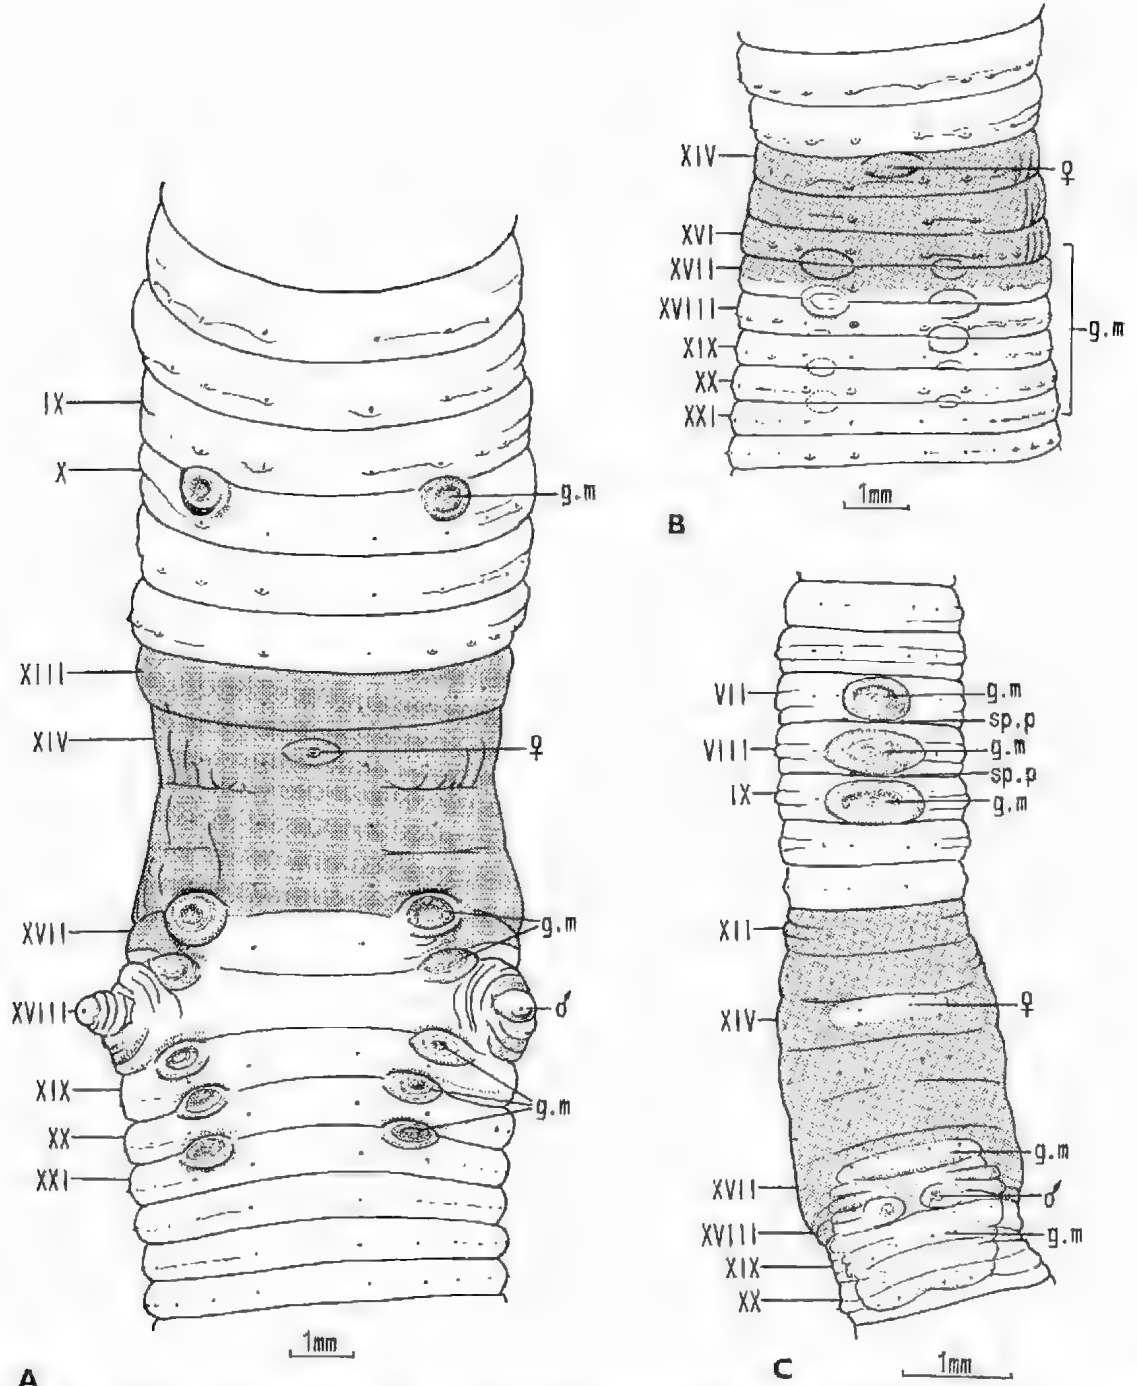 IX
X
g.m
XIII
XIV
♀
XVII
g.m
XVIII
♂
XIX
g.m
XX
XXI
1mm
A
XIV
♀
XVI
XVII
XVIII
g.m
XIX
XX
XXI
1mm
B
VII
g.m
sp.p
VIII
g.m
sp.p
IX
g.m
XII
♀
XIV
g.m
XVII
♂
XVIII
g.m
XIX
XX
1mm
C